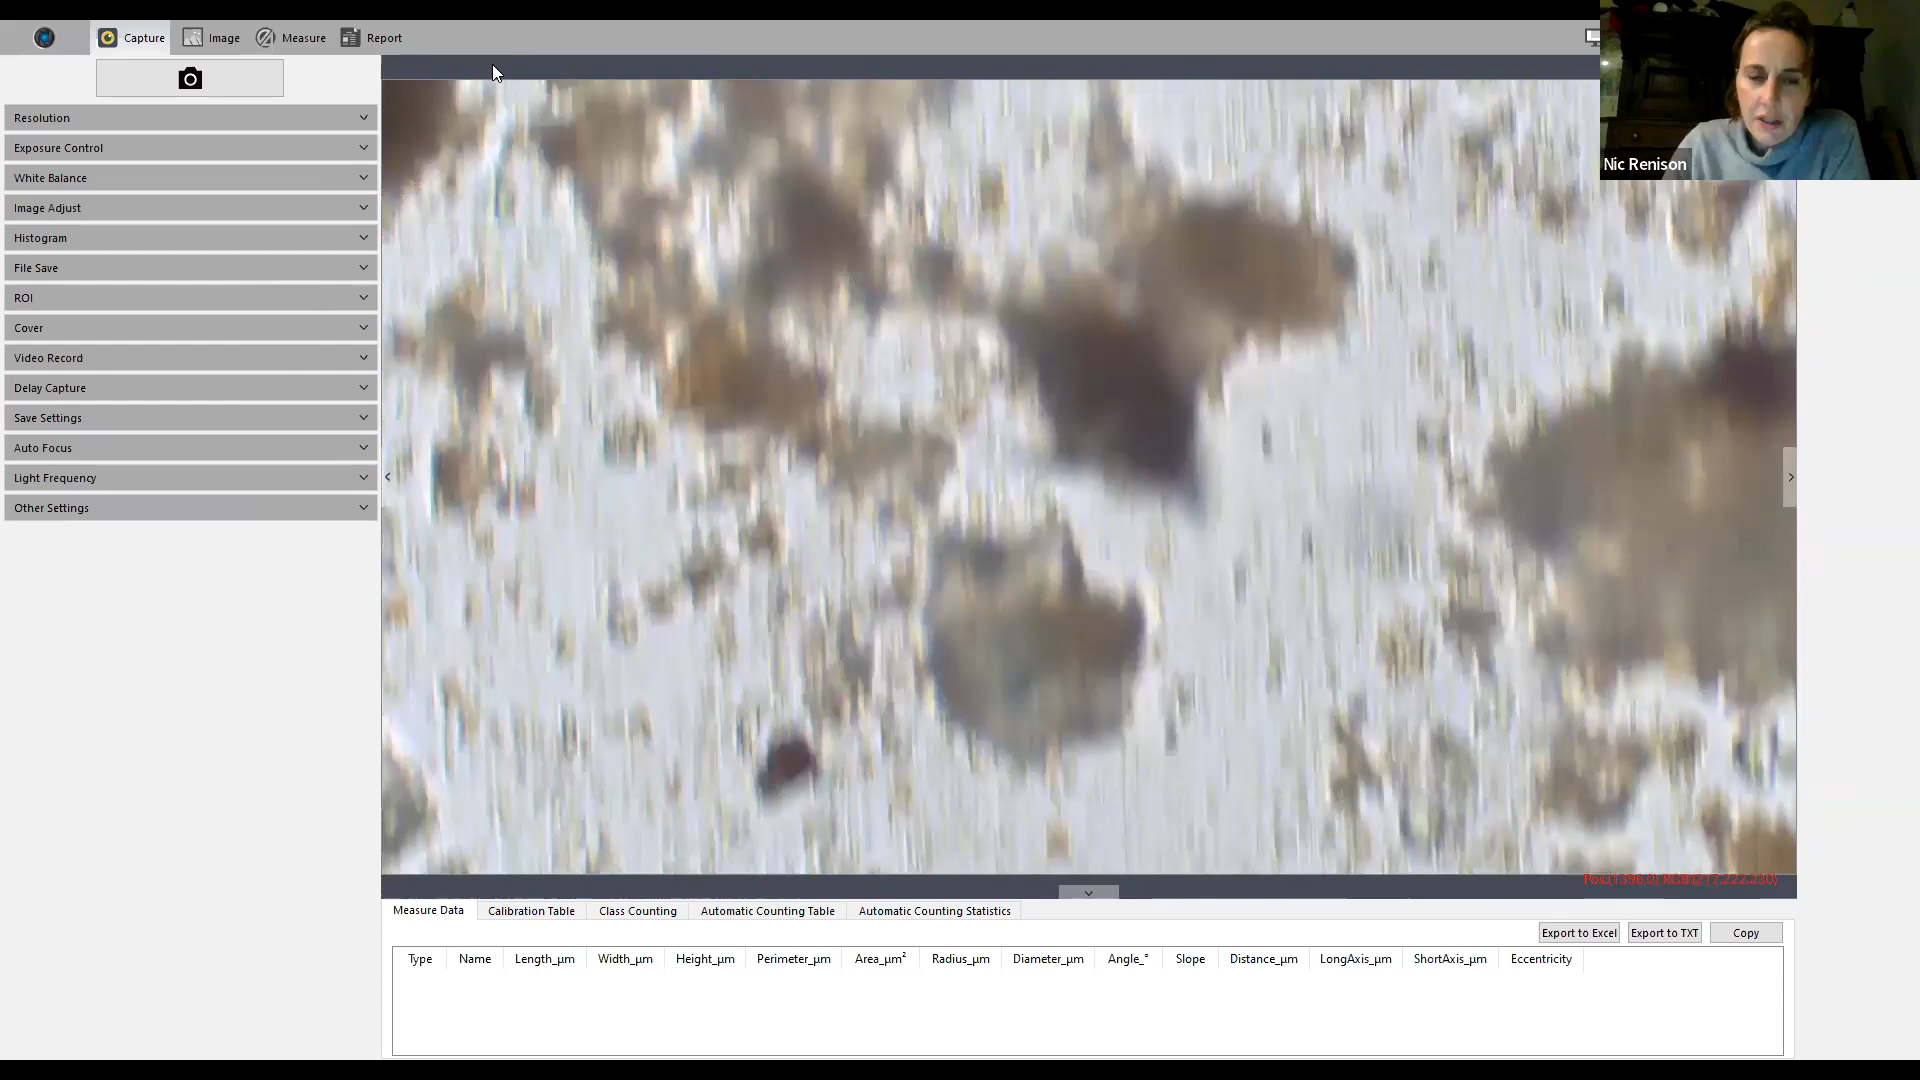 Capture Image Measure Report
Nic Renison
Resolution
Exposure Control
White Balance
Image Adjust
Histogram
File Save
ROI
Cover
Video Record
Delay Capture
Save Settings
Auto Focus
Light Frequency
Other Settings
Measure Data Calibration Table Class Counting Automatic Counting Table Automatic Counting Statistics
Export to Excel Export to TXT Copy
Type Name Length_µm Width_µm Height_µm Perimeter_µm Area_µm² Radius_µm Diameter_µm Angle_° Slope Distance_µm LongAxis_µm ShortAxis_µm Eccentricity